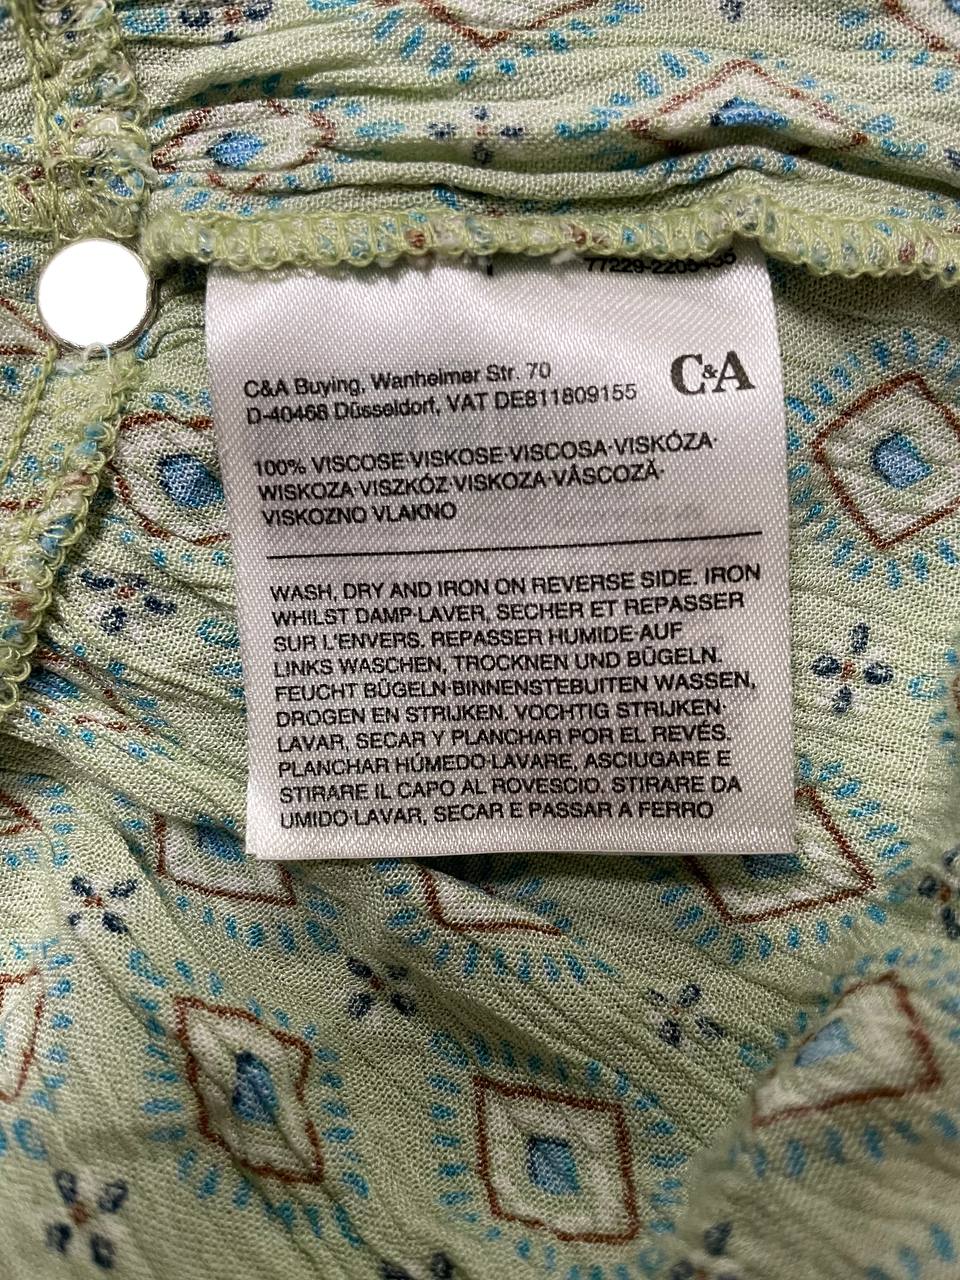 77229-2206435
C&A
C&A Buying, Wanheimer Str. 70
D-40468 Düsseldorf, VAT DE811809155
100% VISCOSE·VISKOSE·VISCOSA·VISKÓZA·
WISKOZA·VISZKÓZ·VISKOZA·VÂSCOZĂ·
VISKOZNO VLAKNO
WASH, DRY AND IRON ON REVERSE SIDE. IRON
WHILST DAMP·LAVER, SECHER ET REPASSER
SUR L'ENVERS. REPASSER HUMIDE·AUF
LINKS WASCHEN, TROCKNEN UND BÜGELN.
FEUCHT BÜGELN·BINNENSTEBUITEN WASSEN,
DROGEN EN STRIJKEN. VOCHTIG STRIJKEN·
LAVAR, SECAR Y PLANCHAR POR EL REVÉS.
PLANCHAR HÚMEDO·LAVARE, ASCIUGARE E
STIRARE IL CAPO AL ROVESCIO. STIRARE DA
UMIDO·LAVAR, SECAR E PASSAR A FERRO